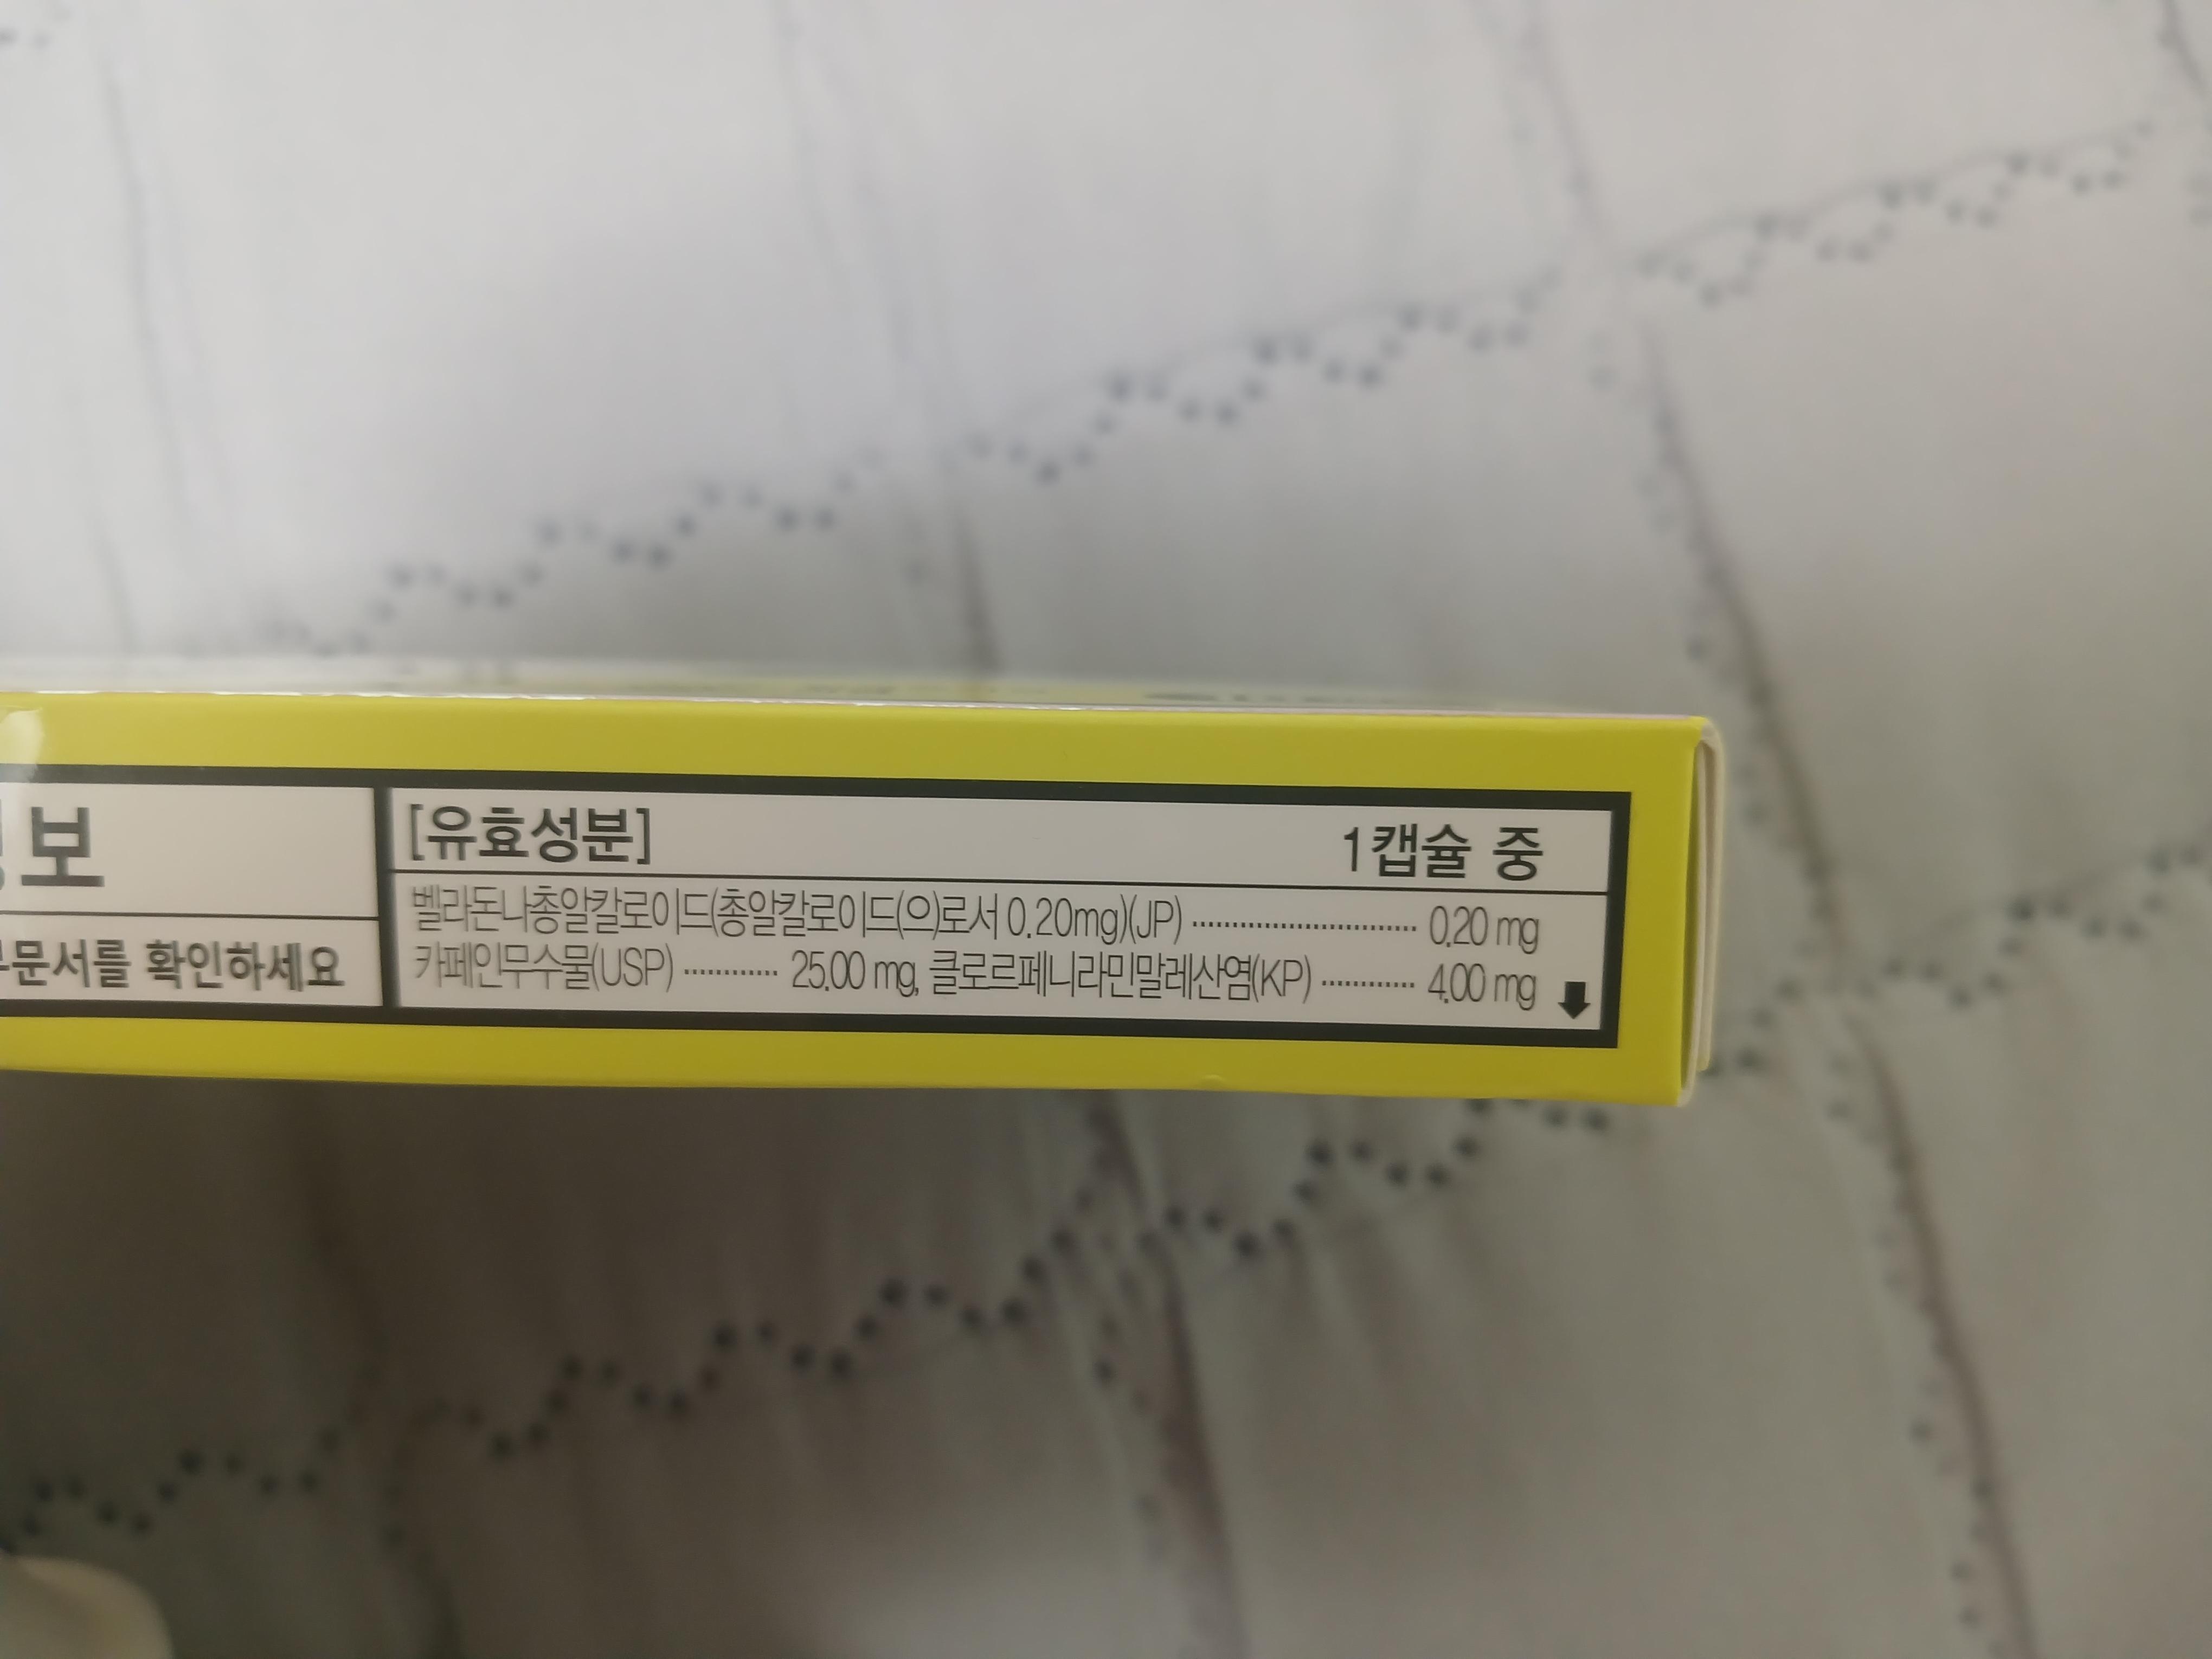 보
[유효성분] 1캡슐 중
문서를 확인하세요
벨라돈나총알칼로이드(총알칼로이드(으)로서 0.20mg)(JP) ·························· 0.20 mg
카페인무수물(USP) ············ 25.00 mg, 클로르페니라민말레산염(KP) ············ 4.00 mg